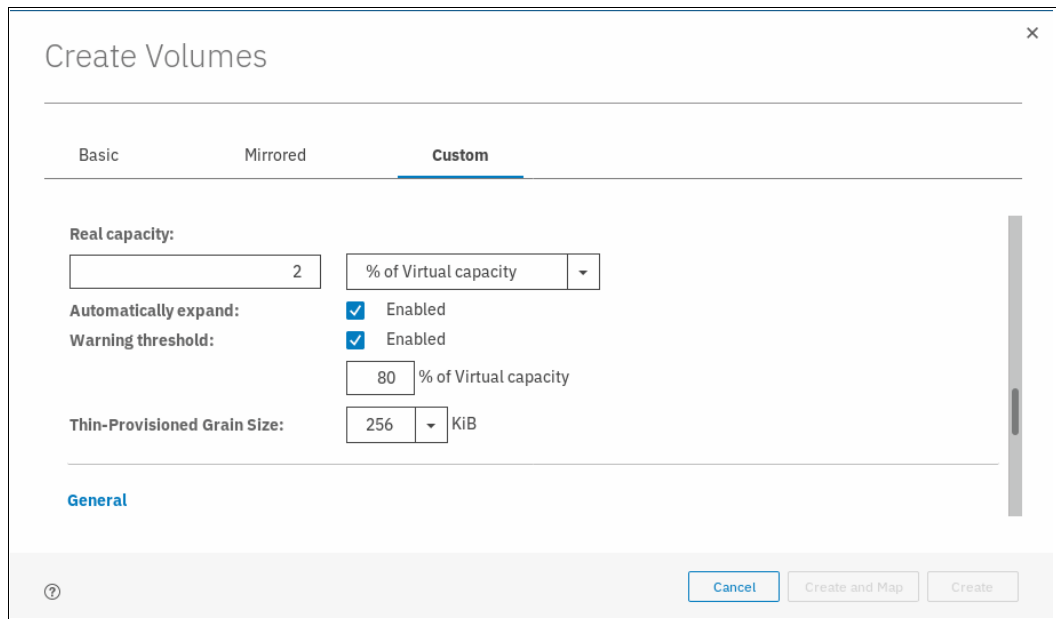 Create Volumes
Basic Mirrored Custom
Real capacity:
2 % of Virtual capacity
Automatically expand: Enabled
Warning threshold: Enabled
80 % of Virtual capacity
Thin-Provisioned Grain Size: 256 KiB
General
? Cancel Create and Map Create